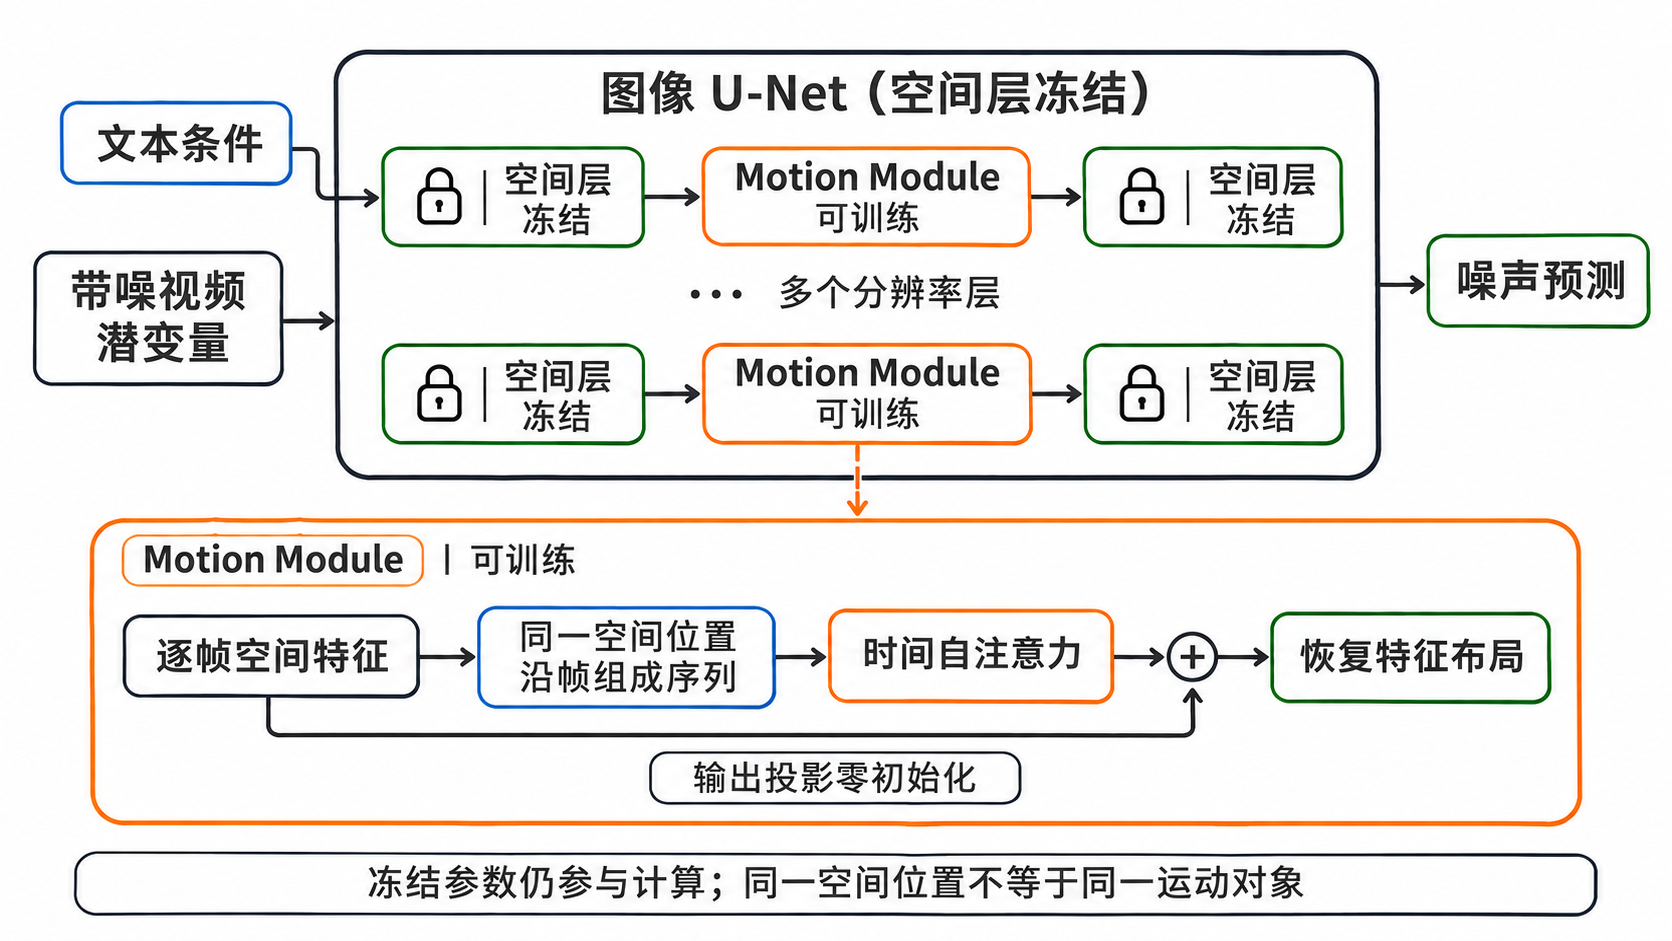 图像 U-Net（空间层冻结）
文本条件
空间层
冻结
Motion Module
可训练
空间层
冻结
带噪视频
潜变量
··· 多个分辨率层
噪声预测
空间层
冻结
Motion Module
可训练
空间层
冻结
Motion Module | 可训练
逐帧空间特征
同一空间位置
沿帧组成序列
时间自注意力
+
恢复特征布局
输出投影零初始化
冻结参数仍参与计算；同一空间位置不等于同一运动对象